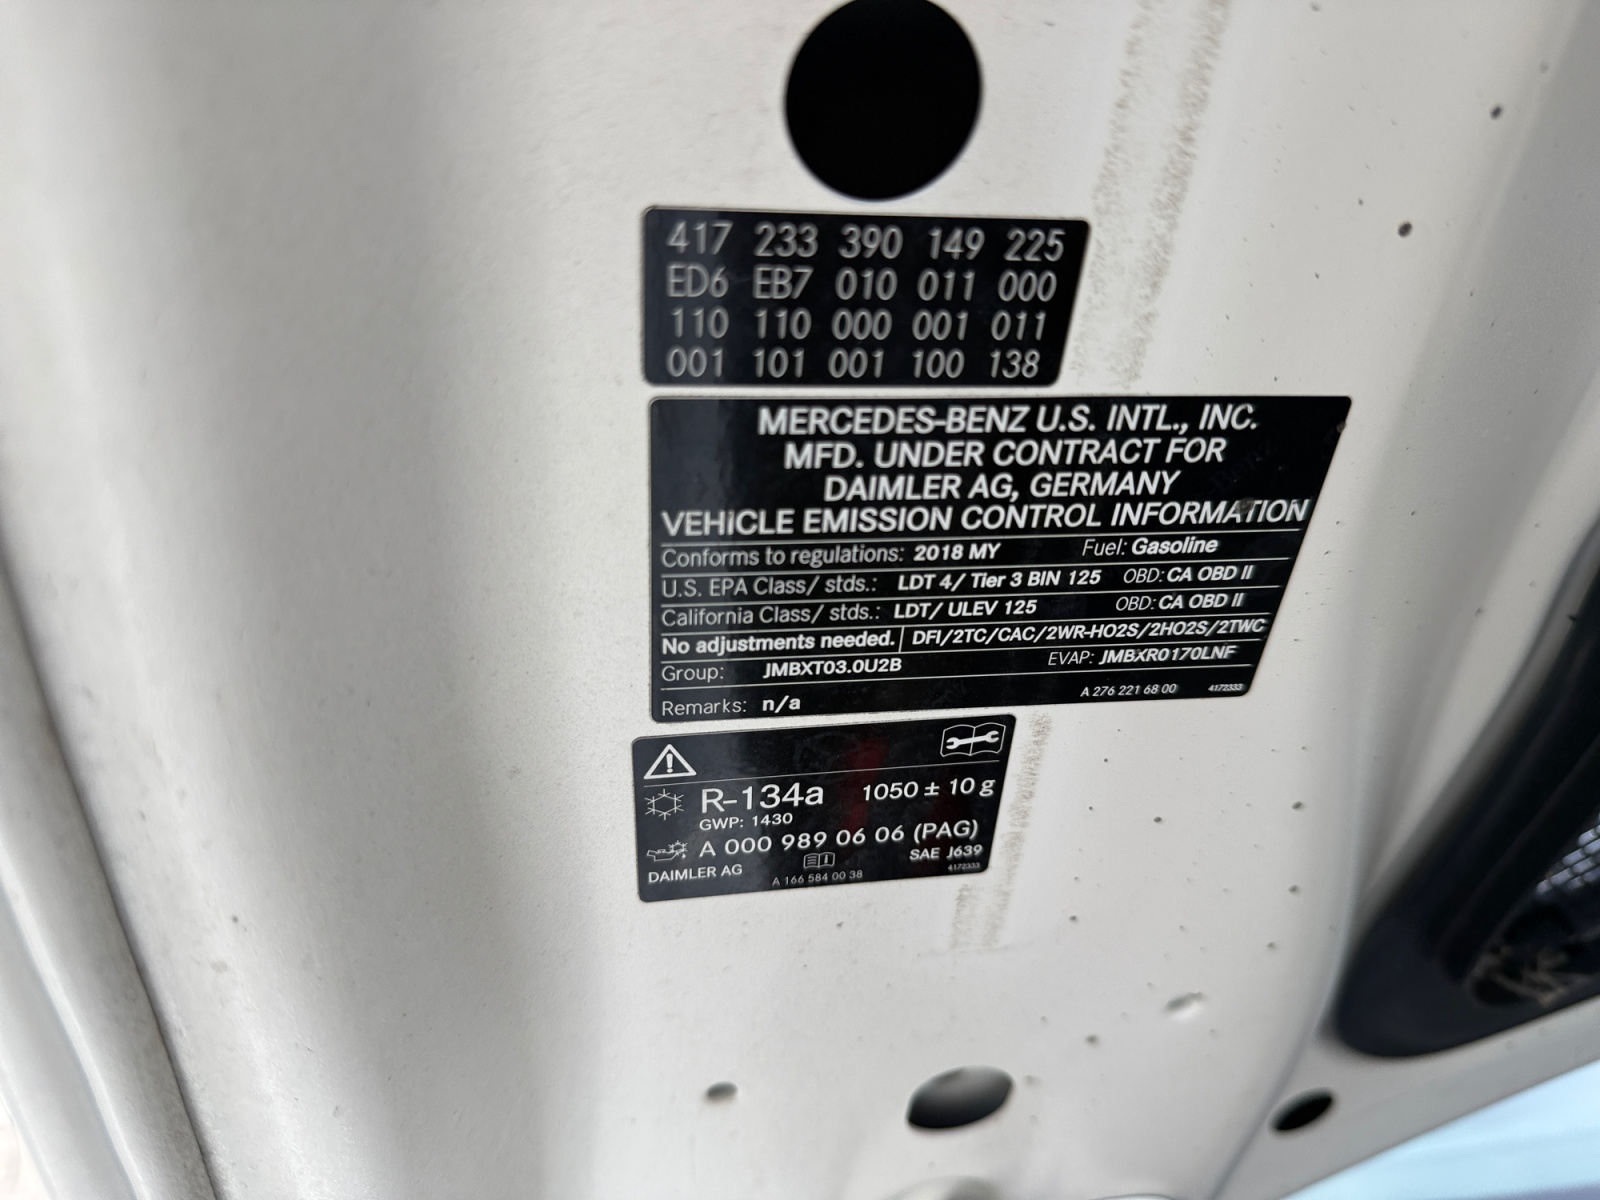 417 233 390 149 225
ED6 EB7 010 011 000
110 110 000 001 011
001 101 001 100 138
MERCEDES-BENZ U.S. INTL., INC.
MFD. UNDER CONTRACT FOR
DAIMLER AG, GERMANY
VEHICLE EMISSION CONTROL INFORMATION
Conforms to regulations: 2018 MY Fuel: Gasoline
U.S. EPA Class/ stds.: LDT 4/ Tier 3 BIN 125 OBD: CA OBD II
California Class/ stds.: LDT/ ULEV 125 OBD: CA OBD II
No adjustments needed. DFI/2TC/CAC/2WR-HO2S/2HO2S/2TWC
Group: JMBXT03.0U2B EVAP: JMBXR0170LNF
Remarks: n/a A 276 221 68 00 4172333
R-134a 1050 ± 10 g
GWP: 1430
A 000 989 06 06 (PAG)
DAIMLER AG A 166 584 00 38 SAE J639
4172333